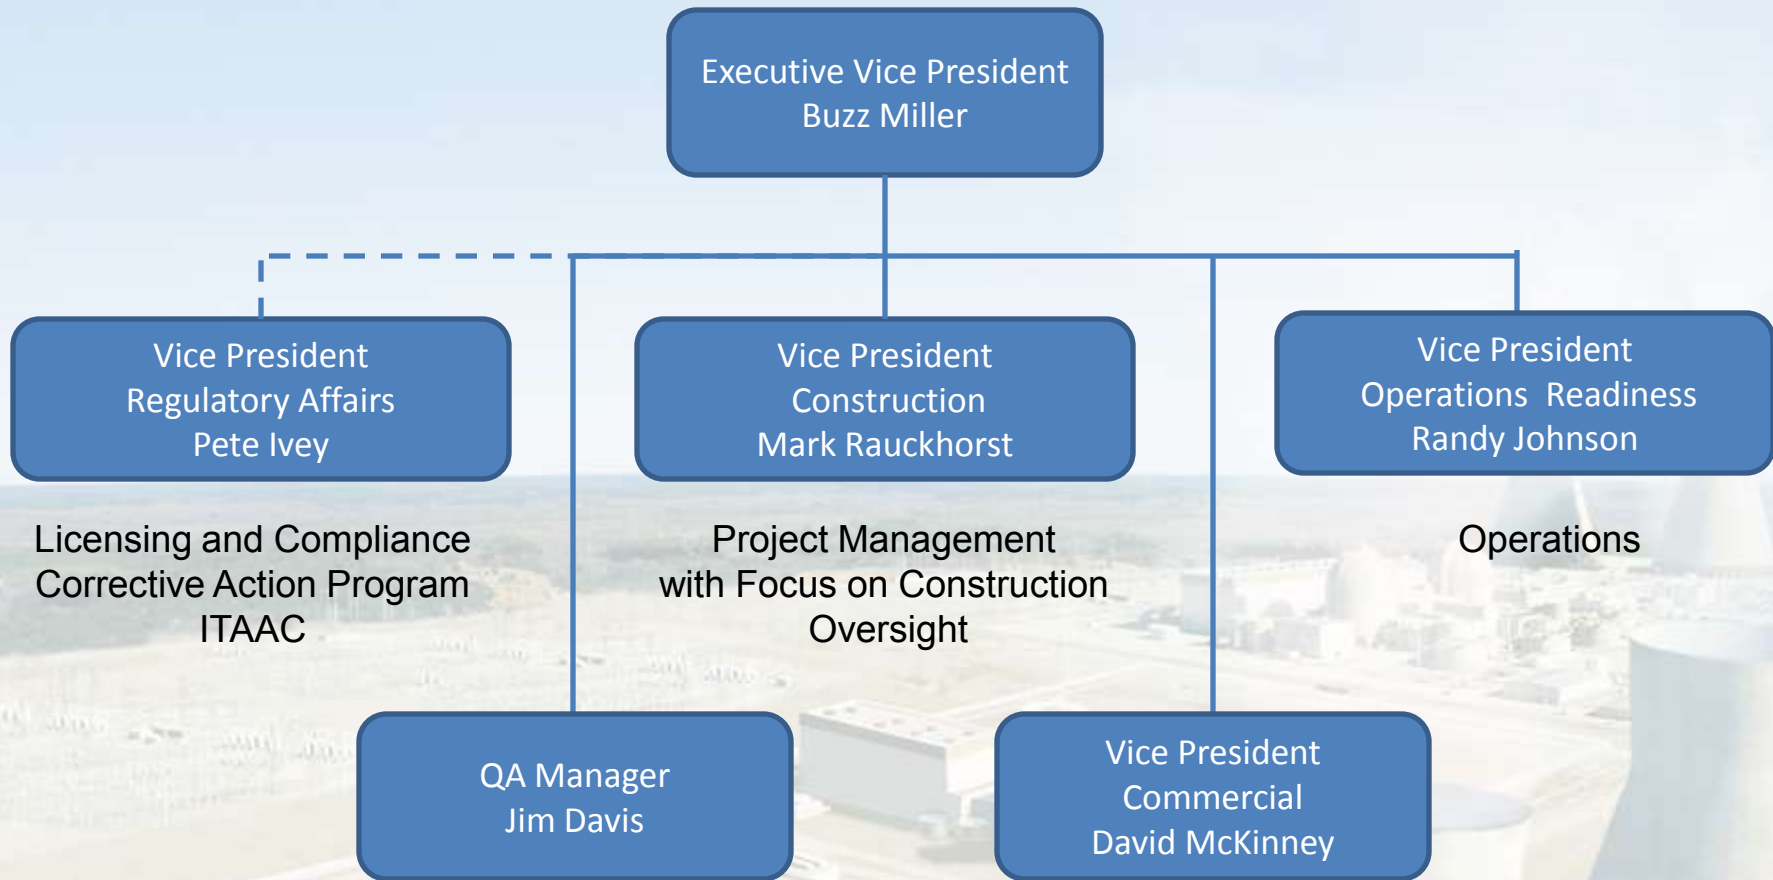 Executive Vice President
Buzz Miller
Vice President
Regulatory Affairs
Pete Ivey
Vice President
Construction
Mark Rauckhorst
Vice President
Operations  Readiness
Randy Johnson
Licensing and Compliance
Corrective Action Program
ITAAC
Project Management
with Focus on Construction
Oversight
Operations
QA Manager
Jim Davis
Vice President
Commercial
David McKinney